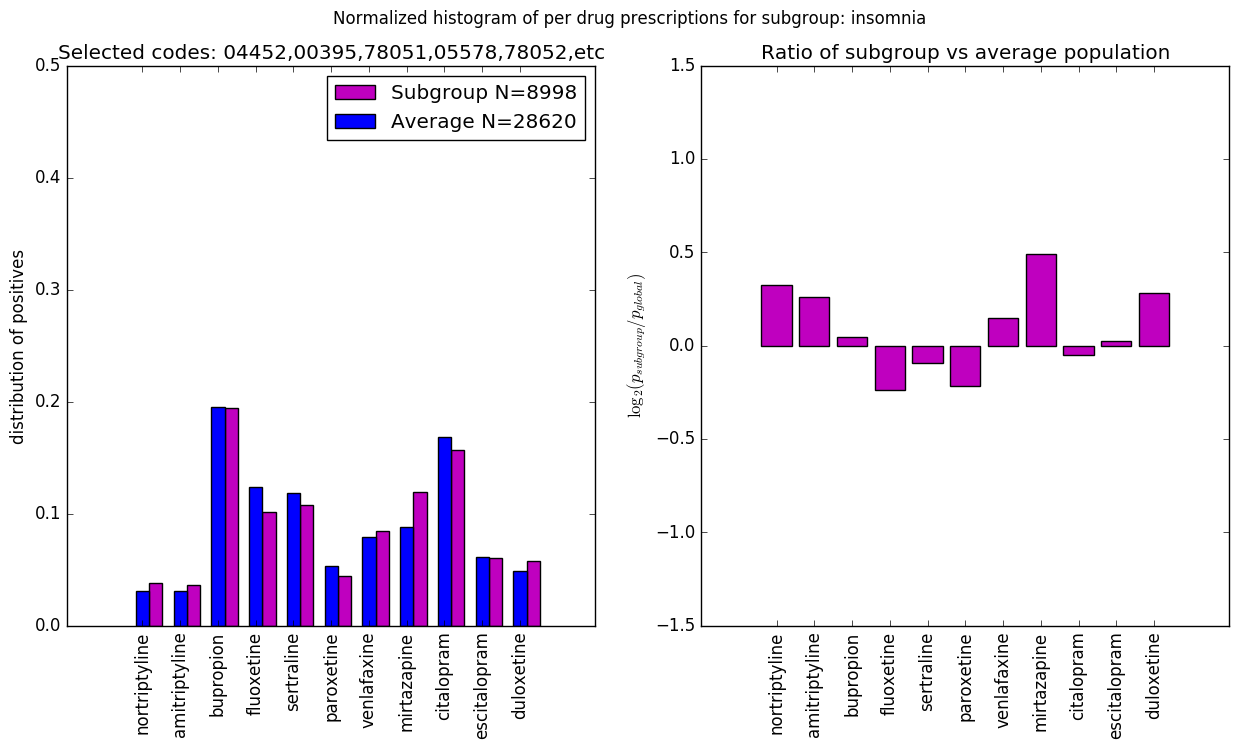 Normalized histogram of per drug prescriptions for subgroup: insomnia
Selected codes: 04452,00395,78051,05578,78052,etc
0.5
0.4
0.3
0.2
0.1
0.0
distribution of positives
Subgroup N=8998
Average N=28620
nortriptyline
amitriptyline
bupropion
fluoxetine
sertraline
paroxetine
venlafaxine
mirtazapine
citalopram
escitalopram
duloxetine
Ratio of subgroup vs average population
1.5
1.0
0.5
0.0
−0.5
−1.0
−1.5
log₂(p_subgroup/p_global)
nortriptyline
amitriptyline
bupropion
fluoxetine
sertraline
paroxetine
venlafaxine
mirtazapine
citalopram
escitalopram
duloxetine